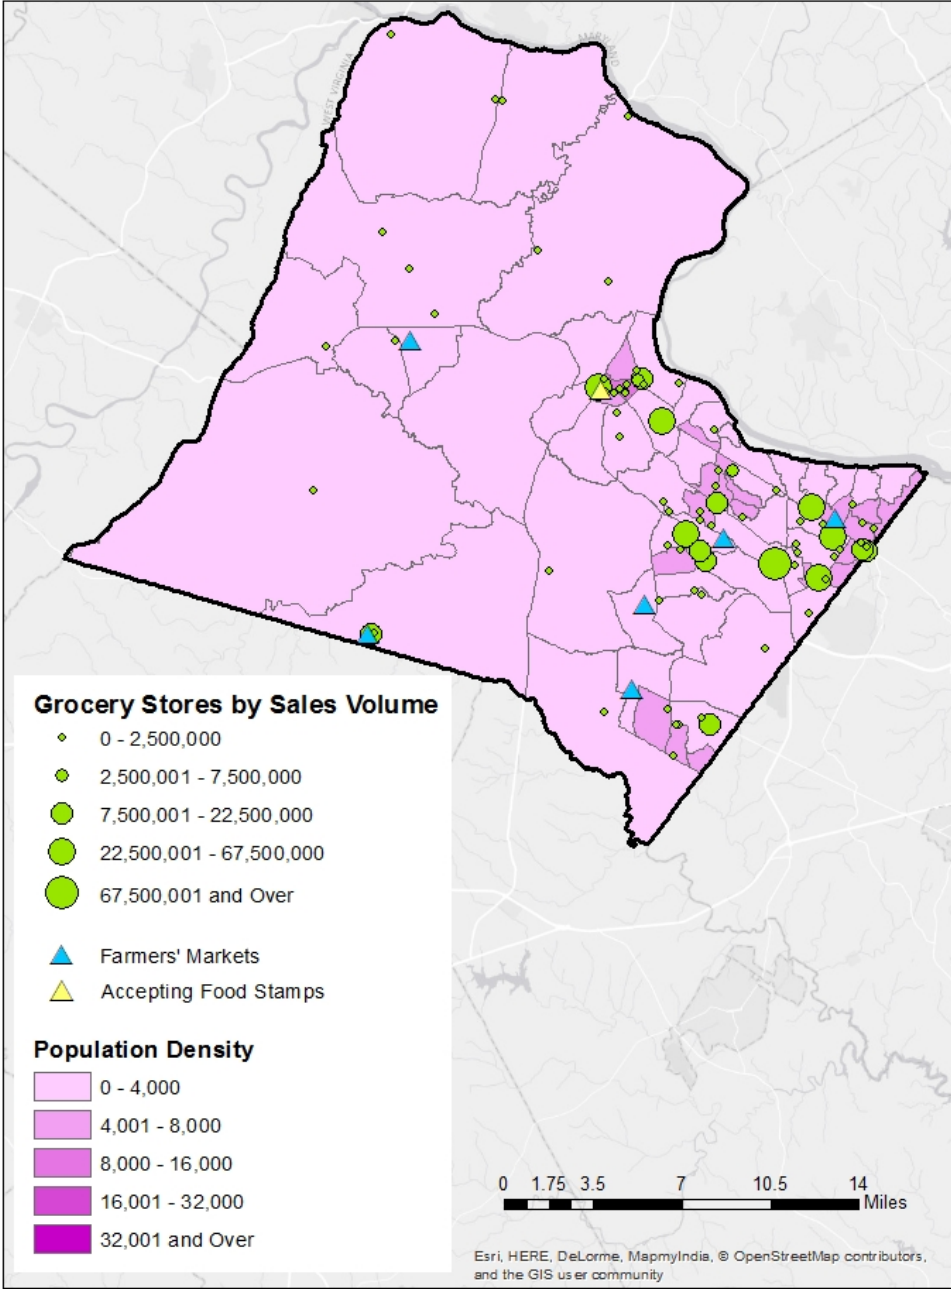 MARYLAND
WEST VIRGINIA
Grocery Stores by Sales Volume
0 - 2,500,000
2,500,001 - 7,500,000
7,500,001 - 22,500,000
22,500,001 - 67,500,000
67,500,001 and Over
Farmers' Markets
Accepting Food Stamps
Population Density
0 - 4,000
4,001 - 8,000
8,000 - 16,000
16,001 - 32,000
32,001 and Over
0 1.75 3.5 7 10.5 14
Miles
Esri, HERE, DeLorme, MapmyIndia, © OpenStreetMap contributors,
and the GIS user community